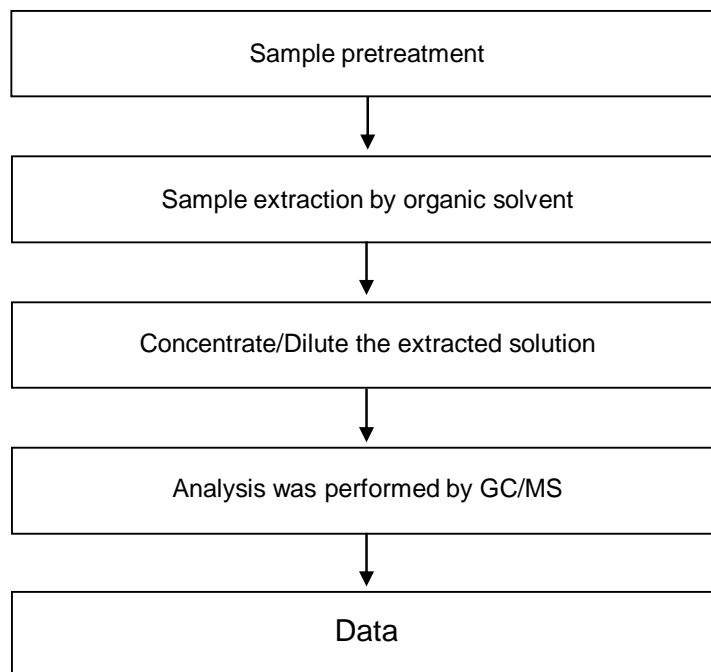 Sample pretreatment
Sample extraction by organic solvent
Concentrate/Dilute the extracted solution
Analysis was performed by GC/MS
Data